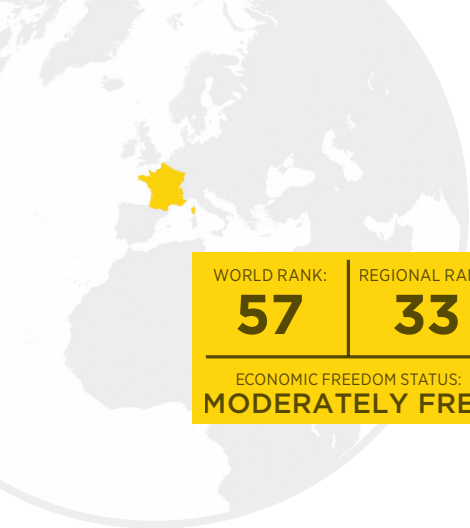 WORLD RANK:
57
REGIONAL RAN
33
ECONOMIC FREEDOM STATUS:
MODERATELY FRE